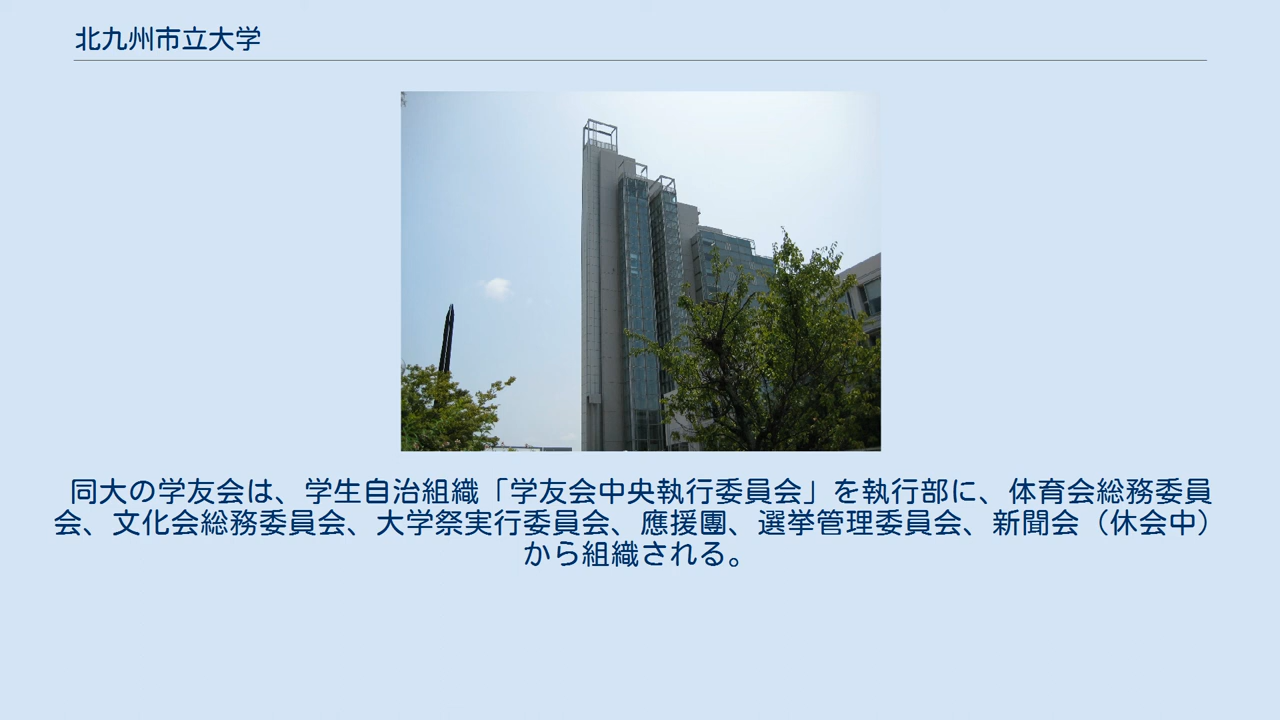 北九州市立大学
同大の学友会は、学生自治組織「学友会中央執行委員会」を執行部に、体育会総務委員
会、文化会総務委員会、大学祭実行委員会、應援團、選挙管理委員会、新聞会（休会中）
から組織される。